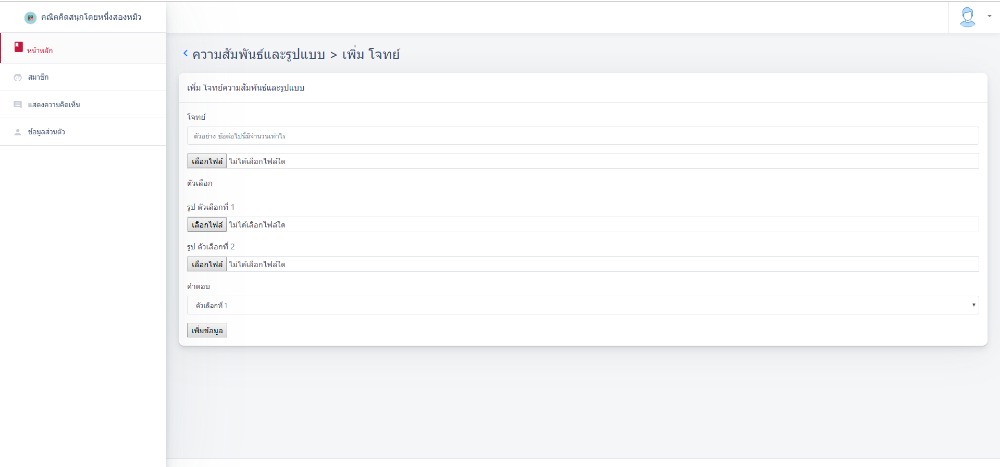 คณิตคิดสนุกโดยหนึ่งสองหมิว
หน้าหลัก
สมาชิก
แสดงความคิดเห็น
ข้อมูลส่วนตัว
ความสัมพันธ์และรูปแบบ > เพิ่ม โจทย์
เพิ่ม โจทย์ความสัมพันธ์และรูปแบบ
โจทย์
ตัวอย่าง ข้อต่อไปนี้มีจำนวนเท่าไร
เลือกไฟล์ ไม่ได้เลือกไฟล์ใด
ตัวเลือก
รูป ตัวเลือกที่ 1
เลือกไฟล์ ไม่ได้เลือกไฟล์ใด
รูป ตัวเลือกที่ 2
เลือกไฟล์ ไม่ได้เลือกไฟล์ใด
คำตอบ
ตัวเลือกที่ 1
เพิ่มข้อมูล